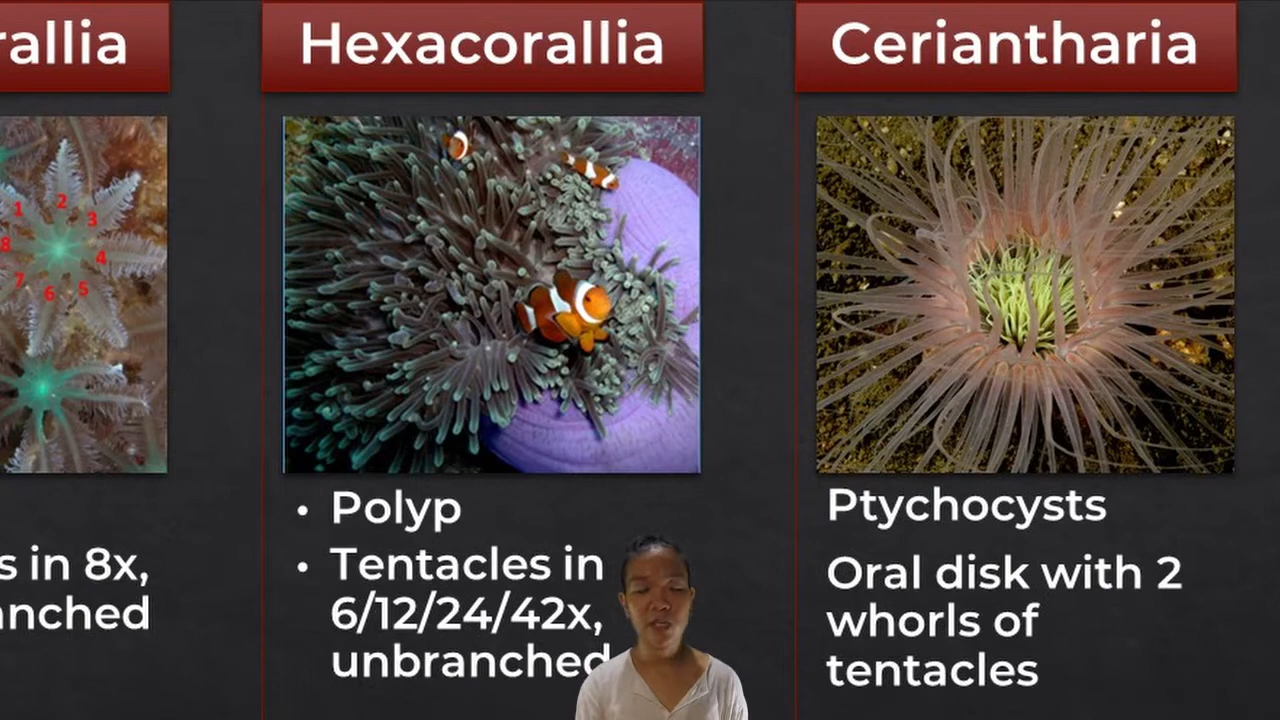 rallia
1
2
3
8
4
7
6
5
s in 8x,
anched
Hexacorallia
• Polyp
• Tentacles in
6/12/24/42x,
unbranched
Ceriantharia
Ptychocysts
Oral disk with 2
whorls of
tentacles